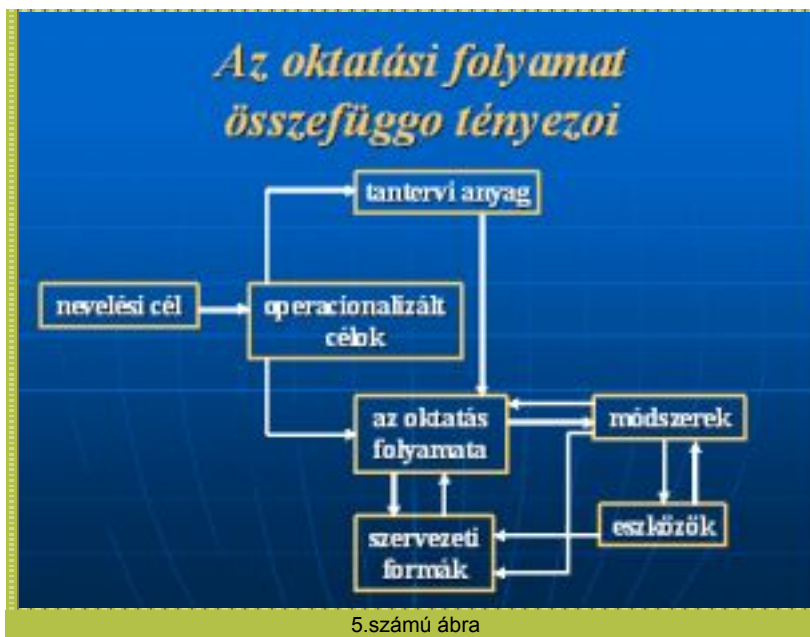 Az oktatási folyamat
összefüggo tényezoi
tantervi anyag
nevelési cél
operacionalizált
célok
az oktatás
folyamata
módszerek
szervezeti
formák
eszközök
5.számú ábra